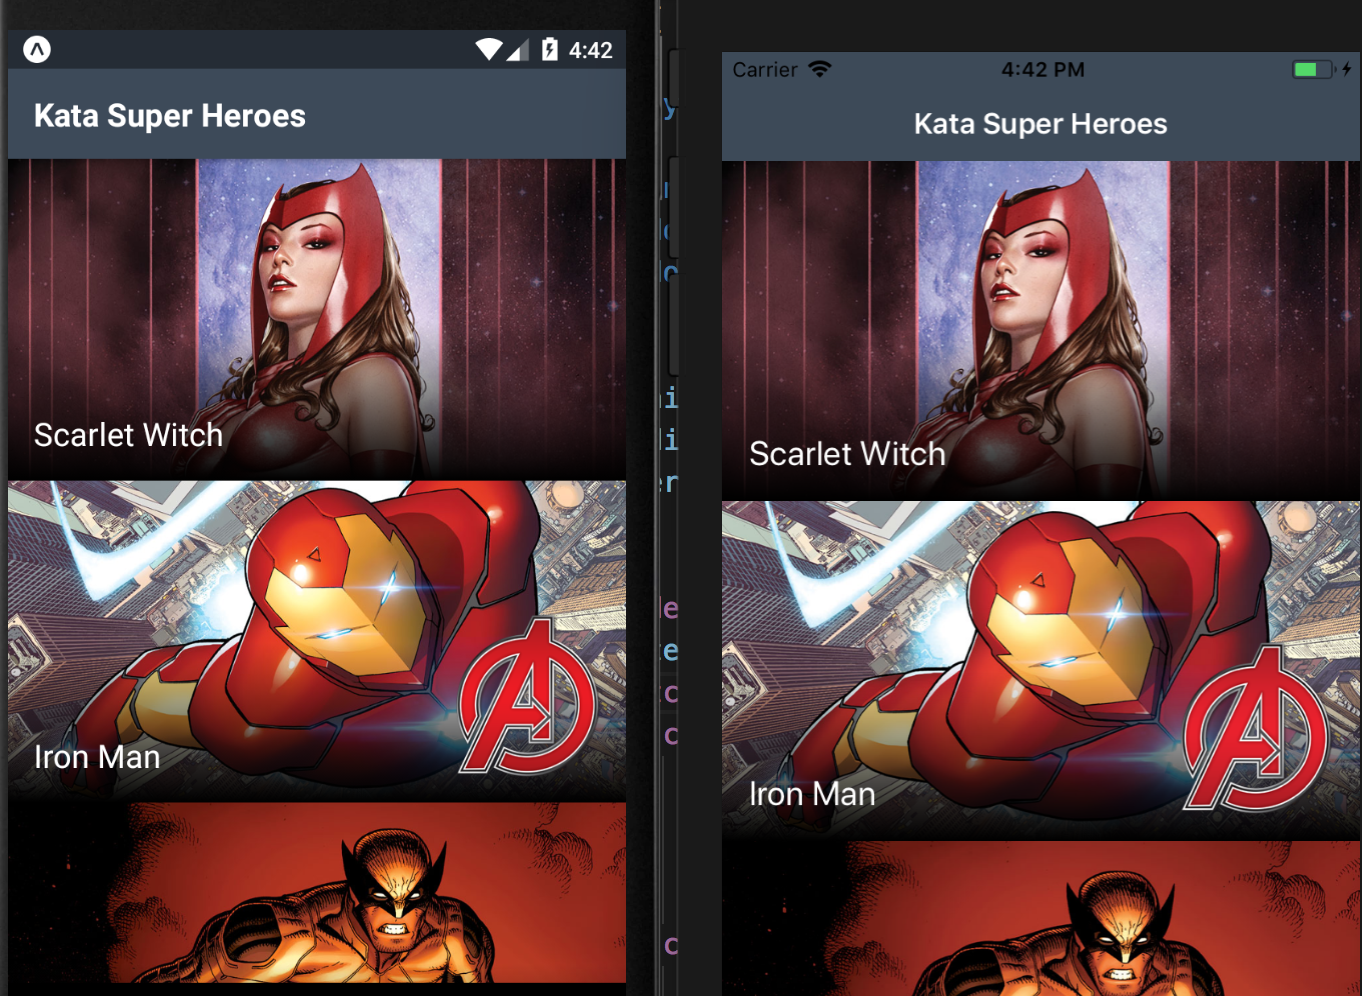 4:42
Kata Super Heroes
Scarlet Witch
Iron Man
y
i
i
r
e
e
c
c
c
Carrier
4:42 PM
Kata Super Heroes
Scarlet Witch
Iron Man